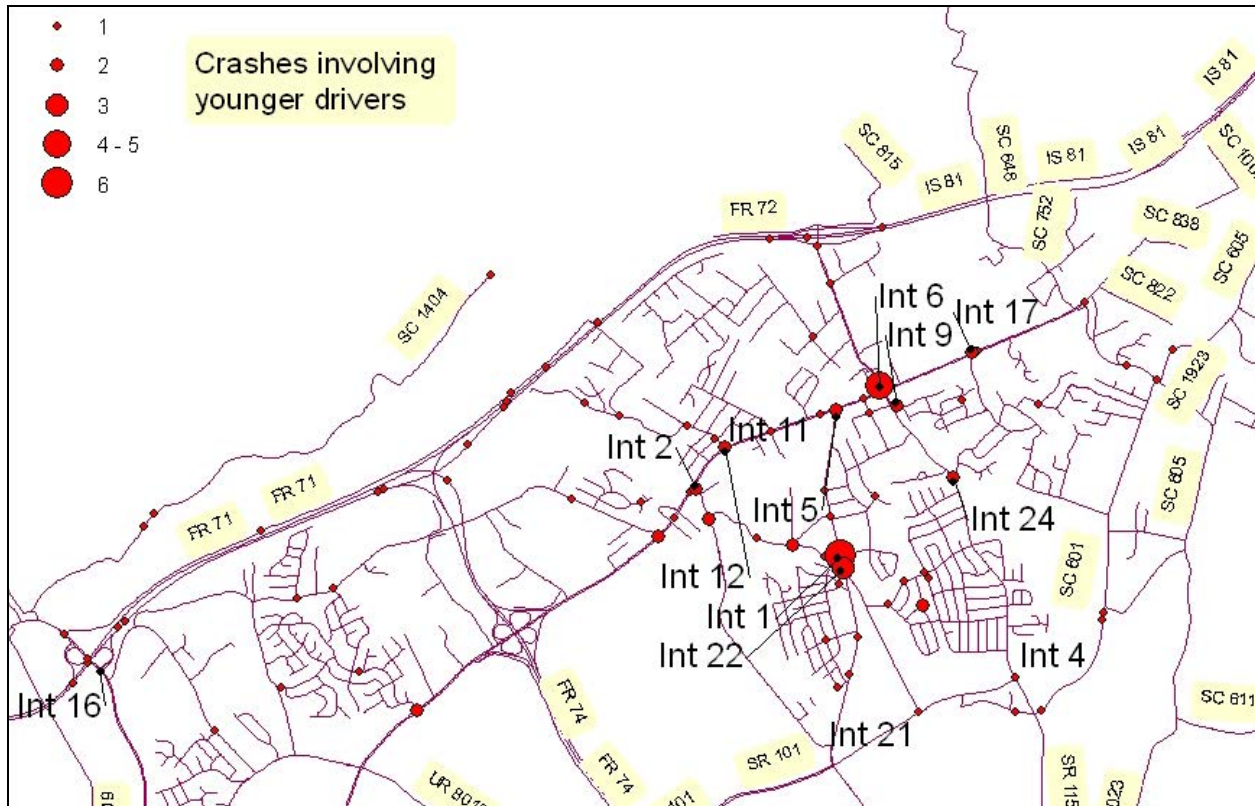 1
2
3
4 - 5
6
Crashes involving
younger drivers
IS 81
IS 81
IS 81
IS 81
SC 615
SC 648
SC 752
SC 838
SC 605
SC 822
FR 72
SC 1404
Int 6
Int 9
Int 17
SC 1923
Int 11
Int 2
FR 71
FR 71
Int 5
Int 24
SC 605
SC 601
Int 12
Int 1
Int 22
Int 4
Int 16
FR 74
SC 611
Int 21
SR 101
FR 74
SR 115